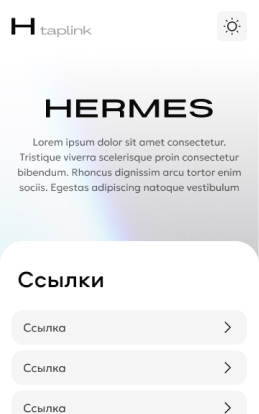 H taplink
HERMES
Lorem ipsum dolor sit amet consectetur.
Tristique viverra scelerisque proin consectetur
bibendum. Rhoncus dignissim arcu tortor enim
sociis. Egestas adipiscing natoque vestibulum
Ссылки
Ссылка
Ссылка
Ссылка